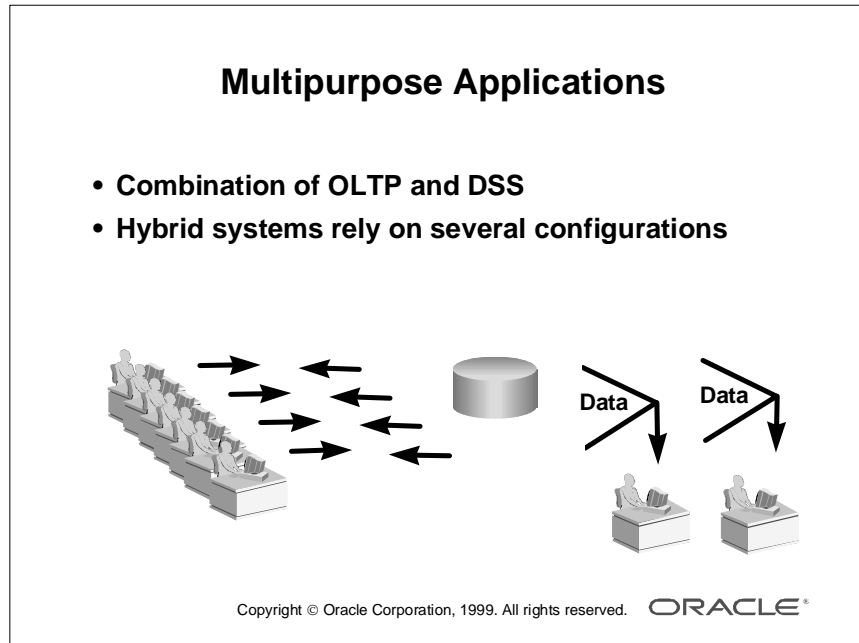 Multipurpose Applications
• Combination of OLTP and DSS
• Hybrid systems rely on several configurations
Data
Data
Copyright © Oracle Corporation, 1999. All rights reserved. ORACLE®